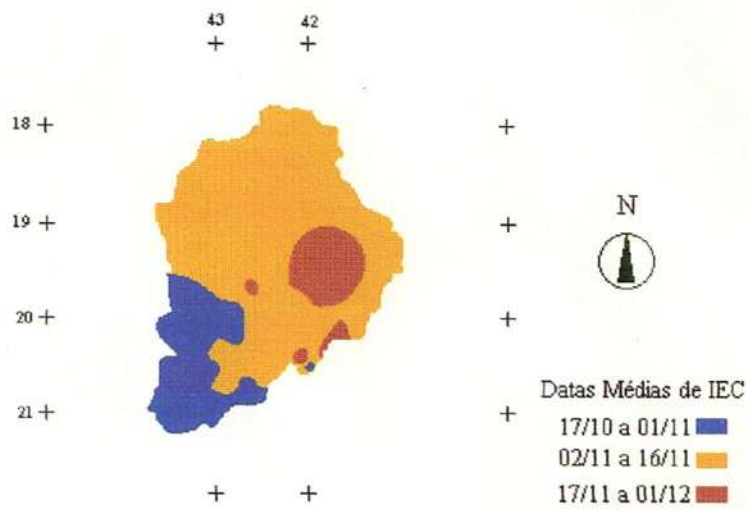 43 42
18
19
N
20
21
Datas Médias de IEC
17/10 a 01/11
02/11 a 16/11
17/11 a 01/12